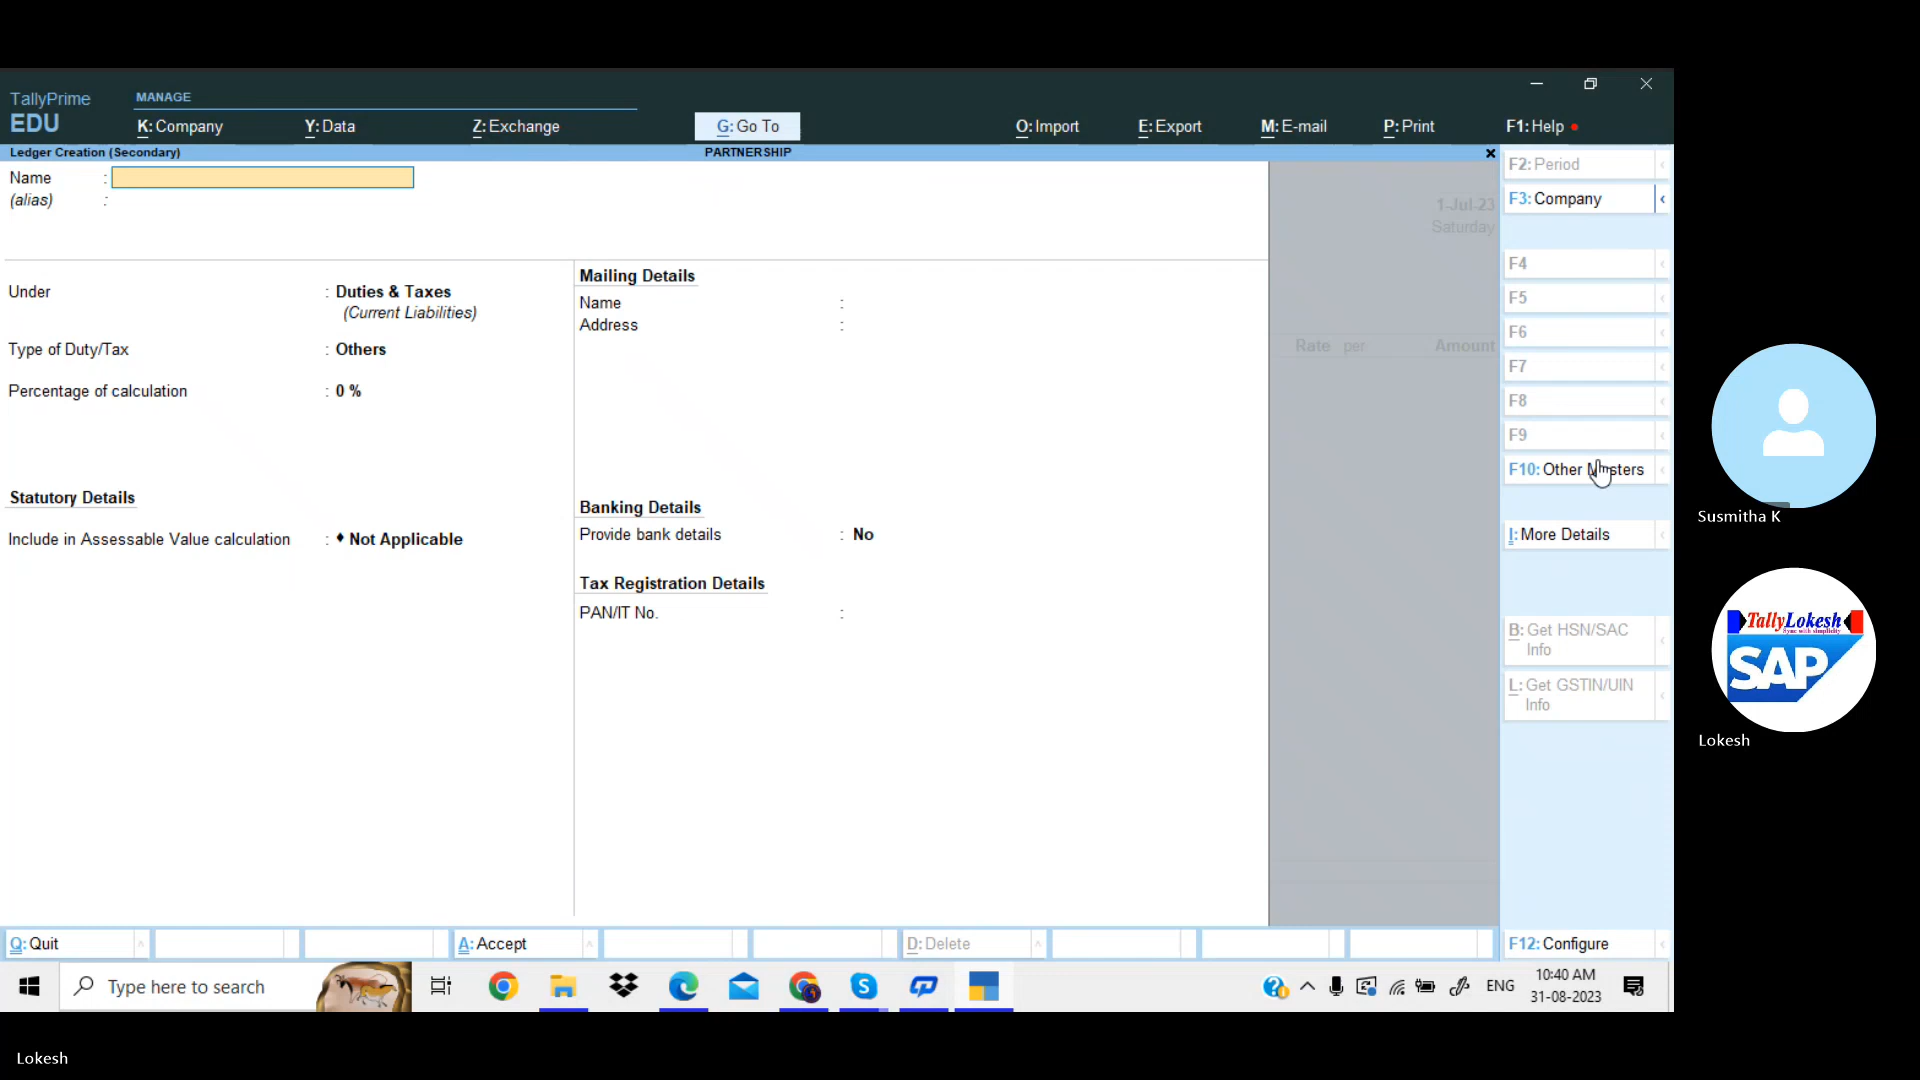 TallyPrime
EDU
MANAGE
K: Company
Y: Data
Z: Exchange
G: Go To
O: Import
E: Export
M: E-mail
P: Print
F1: Help
Ledger Creation (Secondary)
PARTNERSHIP
Name :
(alias) :
1-Jul-23
Saturday
Under : Duties & Taxes
(Current Liabilities)
Type of Duty/Tax : Others
Percentage of calculation : 0 %
Statutory Details
Include in Assessable Value calculation : ♦ Not Applicable
Mailing Details
Name :
Address :
Banking Details
Provide bank details : No
Tax Registration Details
PAN/IT No. :
Rate per Amount
F2: Period
F3: Company
F4
F5
F6
F7
F8
F9
F10: Other Masters
I: More Details
B: Get HSN/SAC
Info
L: Get GSTIN/UIN
Info
F12: Configure
Q: Quit
A: Accept
D: Delete
Type here to search
ENG
10:40 AM
31-08-2023
Susmitha K
TallyLokesh
Sync with simplicity
SAP
Lokesh
Lokesh